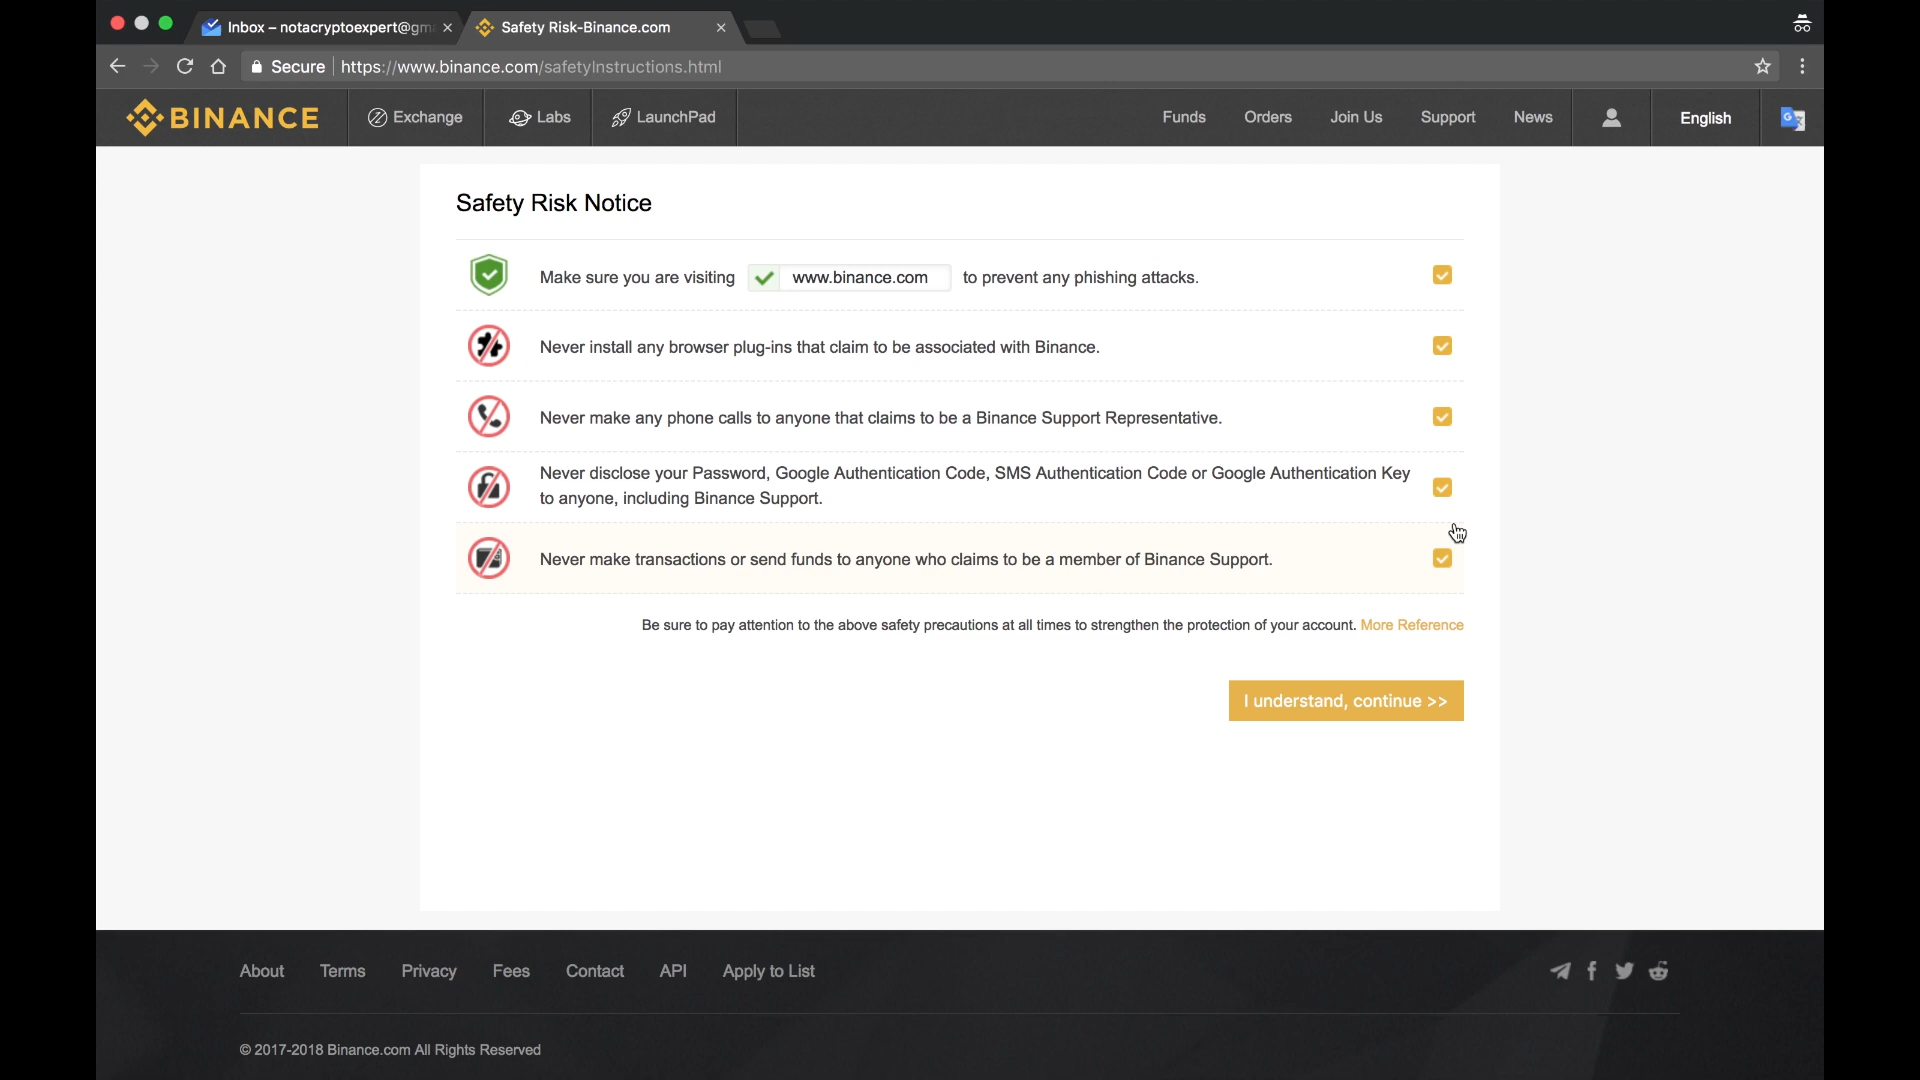 Inbox – notacryptoexpert@gm
Safety Risk-Binance.com
Secure
https://www.binance.com/safetyInstructions.html
BINANCE
Exchange
Labs
LaunchPad
Funds
Orders
Join Us
Support
News
English
Safety Risk Notice
Make sure you are visiting www.binance.com to prevent any phishing attacks.
Never install any browser plug-ins that claim to be associated with Binance.
Never make any phone calls to anyone that claims to be a Binance Support Representative.
Never disclose your Password, Google Authentication Code, SMS Authentication Code or Google Authentication Key
to anyone, including Binance Support.
Never make transactions or send funds to anyone who claims to be a member of Binance Support.
Be sure to pay attention to the above safety precautions at all times to strengthen the protection of your account. More Reference
I understand, continue >>
About
Terms
Privacy
Fees
Contact
API
Apply to List
© 2017-2018 Binance.com All Rights Reserved